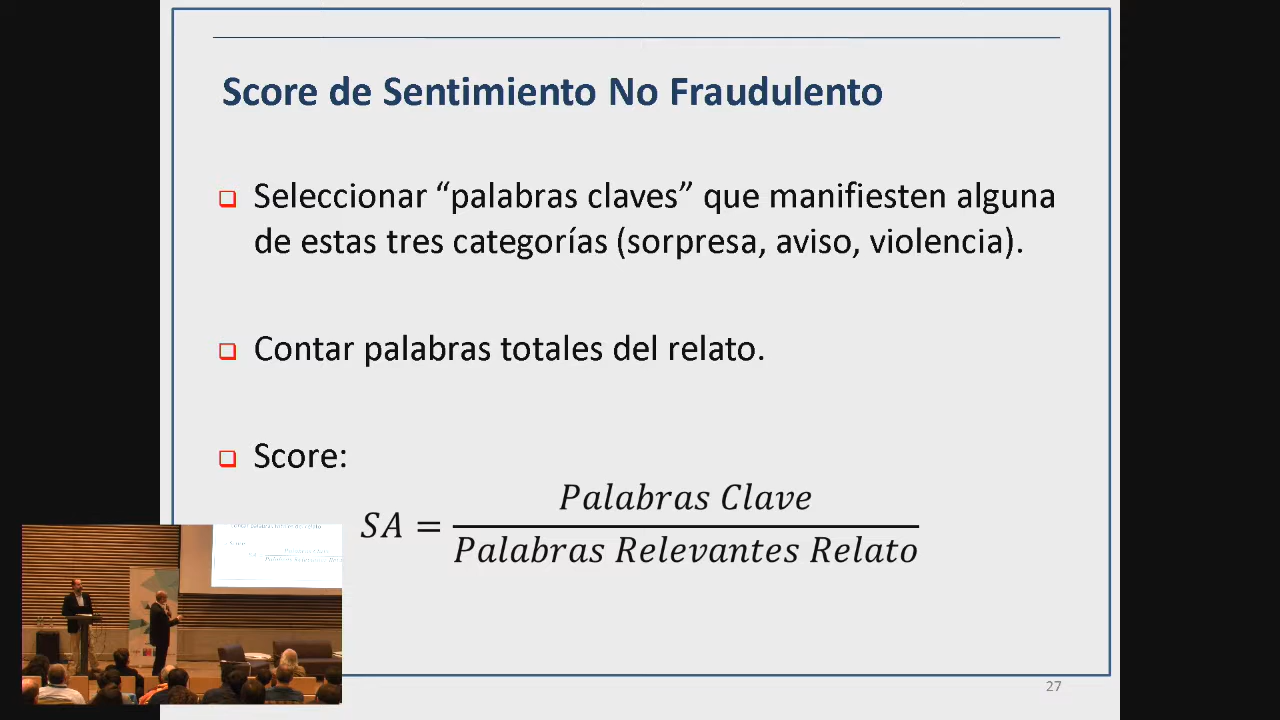 Score de Sentimiento No Fraudulento
❑ Seleccionar “palabras claves” que manifiesten alguna
de estas tres categorías (sorpresa, aviso, violencia).
❑ Contar palabras totales del relato.
❑ Score:
SA = Palabras Clave
Palabras Relevantes Relato
27